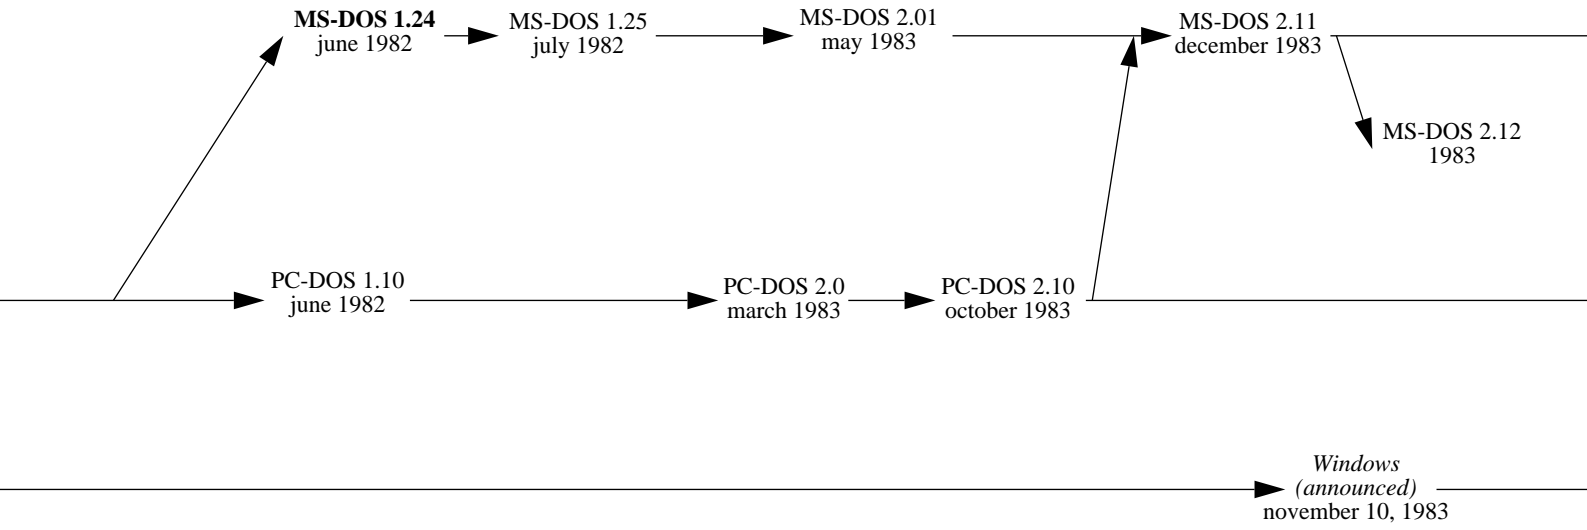 MS-DOS 1.24
june 1982
MS-DOS 1.25
july 1982
MS-DOS 2.01
may 1983
MS-DOS 2.11
december 1983
MS-DOS 2.12
1983
PC-DOS 1.10
june 1982
PC-DOS 2.0
march 1983
PC-DOS 2.10
october 1983
Windows
(announced)
november 10, 1983